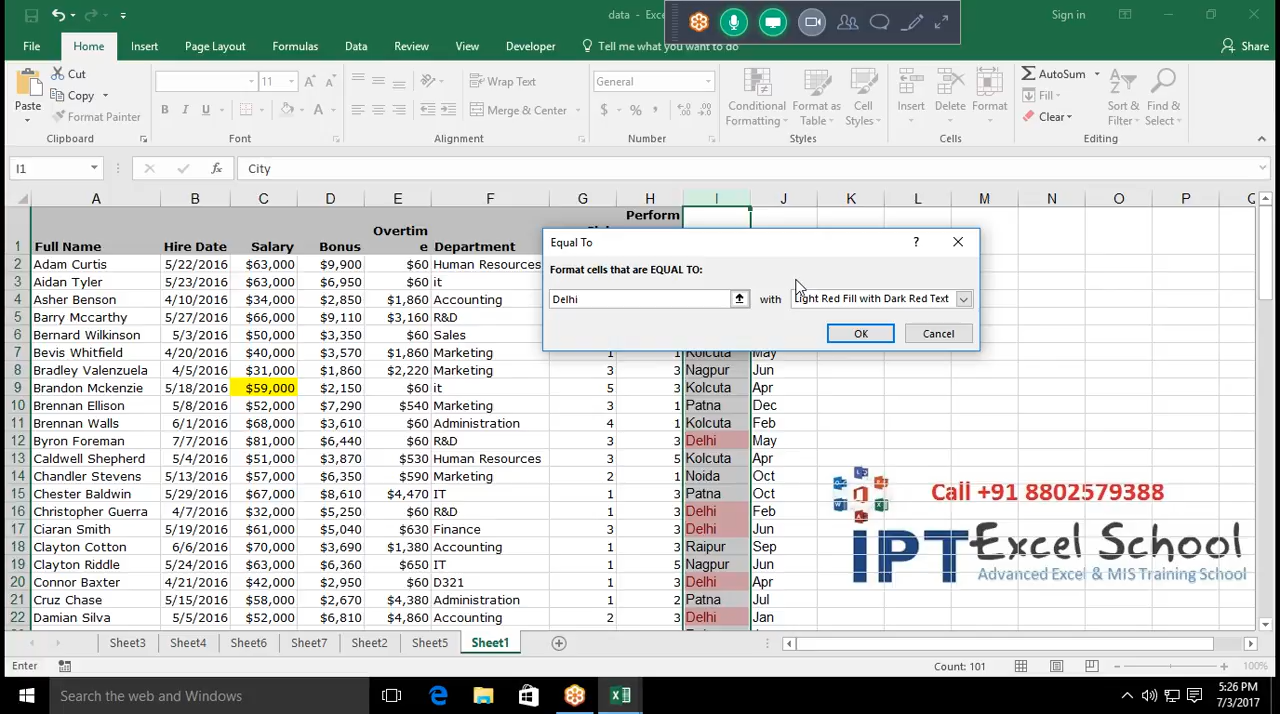 data - Exce
Sign in
File Home Insert Page Layout Formulas Data Review View Developer Tell me what you want to do Share
Cut
Copy
Format Painter
Paste
Clipboard
11
B I U
Font
Wrap Text
Merge & Center
Alignment
General
$ % ,
Number
Conditional Formatting
Format as Table
Cell Styles
Styles
Insert
Delete
Format
Cells
AutoSum
Fill
Clear
Sort & Filter
Find & Select
Editing
I1 fx City
A B C D E F G H I J K L M N O P Q
1 Full Name Hire Date Salary Bonus Overtime Department Perform
2 Adam Curtis 5/22/2016 $63,000 $9,900 $60 Human Resources
3 Aidan Tyler 5/23/2016 $63,000 $6,950 $60 it
4 Asher Benson 4/10/2016 $34,000 $2,850 $1,860 Accounting
5 Barry Mccarthy 5/27/2016 $66,000 $9,110 $3,160 R&D
6 Bernard Wilkinson 5/3/2016 $50,000 $3,350 $60 Sales
7 Bevis Whitfield 4/20/2016 $40,000 $3,570 $1,860 Marketing 1 1 Kolcuta May
8 Bradley Valenzuela 4/5/2016 $31,000 $1,860 $2,220 Marketing 3 3 Nagpur Jun
9 Brandon Mckenzie 5/18/2016 $59,000 $2,150 $60 it 5 3 Kolcuta Apr
10 Brennan Ellison 5/8/2016 $52,000 $7,290 $540 Marketing 3 1 Patna Dec
11 Brennan Walls 6/1/2016 $68,000 $3,610 $60 Administration 4 1 Kolcuta Feb
12 Byron Foreman 7/7/2016 $81,000 $6,440 $60 R&D 3 3 Delhi May
13 Caldwell Shepherd 5/4/2016 $51,000 $3,870 $530 Human Resources 3 5 Kolcuta Apr
14 Chandler Stevens 5/10/2016 $57,000 $6,350 $590 Marketing 2 1 Noida Oct
15 Chester Baldwin 5/29/2016 $67,000 $8,610 $4,470 IT 1 3 Patna Oct
16 Christopher Guerra 4/7/2016 $32,000 $5,250 $60 R&D 1 3 Delhi Feb
17 Ciaran Smith 5/19/2016 $61,000 $5,040 $630 Finance 1 3 Delhi Jun
18 Clayton Cotton 6/6/2016 $70,000 $3,690 $1,380 Accounting 1 3 Raipur Sep
19 Clayton Riddle 5/23/2016 $63,000 $6,360 $650 IT 1 5 Nagpur Jun
20 Connor Baxter 4/21/2016 $42,000 $2,950 $60 D321 1 3 Delhi Apr
21 Cruz Chase 5/15/2016 $58,000 $2,670 $4,380 Administration 1 2 Patna Jul
22 Damian Silva 5/5/2016 $52,000 $6,810 $4,860 Accounting 2 3 Delhi Jan
Equal To ?
Format cells that are EQUAL TO:
Delhi with Light Red Fill with Dark Red Text
OK Cancel
Call +91 8802579388
IPT Excel School
Advanced Excel & MIS Training School
Sheet3 Sheet4 Sheet6 Sheet7 Sheet2 Sheet5 Sheet1
Enter Count: 101 100%
Search the web and Windows
5:26 PM
7/3/2017